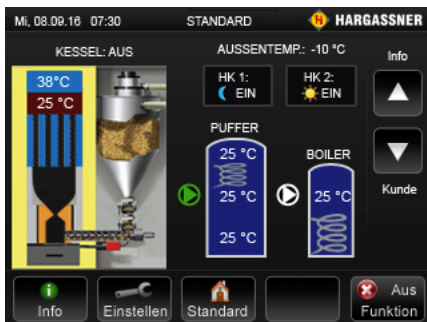 Mi, 08.09.16 07:30 STANDARD HARGASSNER
KESSEL: AUS
AUSSENTEMP.: -10 °C
Info
38°C
25 °C
HK 1:
EIN
HK 2:
EIN
PUFFER
25 °C
25 °C
25 °C
BOILER
25 °C
Kunde
Info
Einstellen
Standard
Aus
Funktion